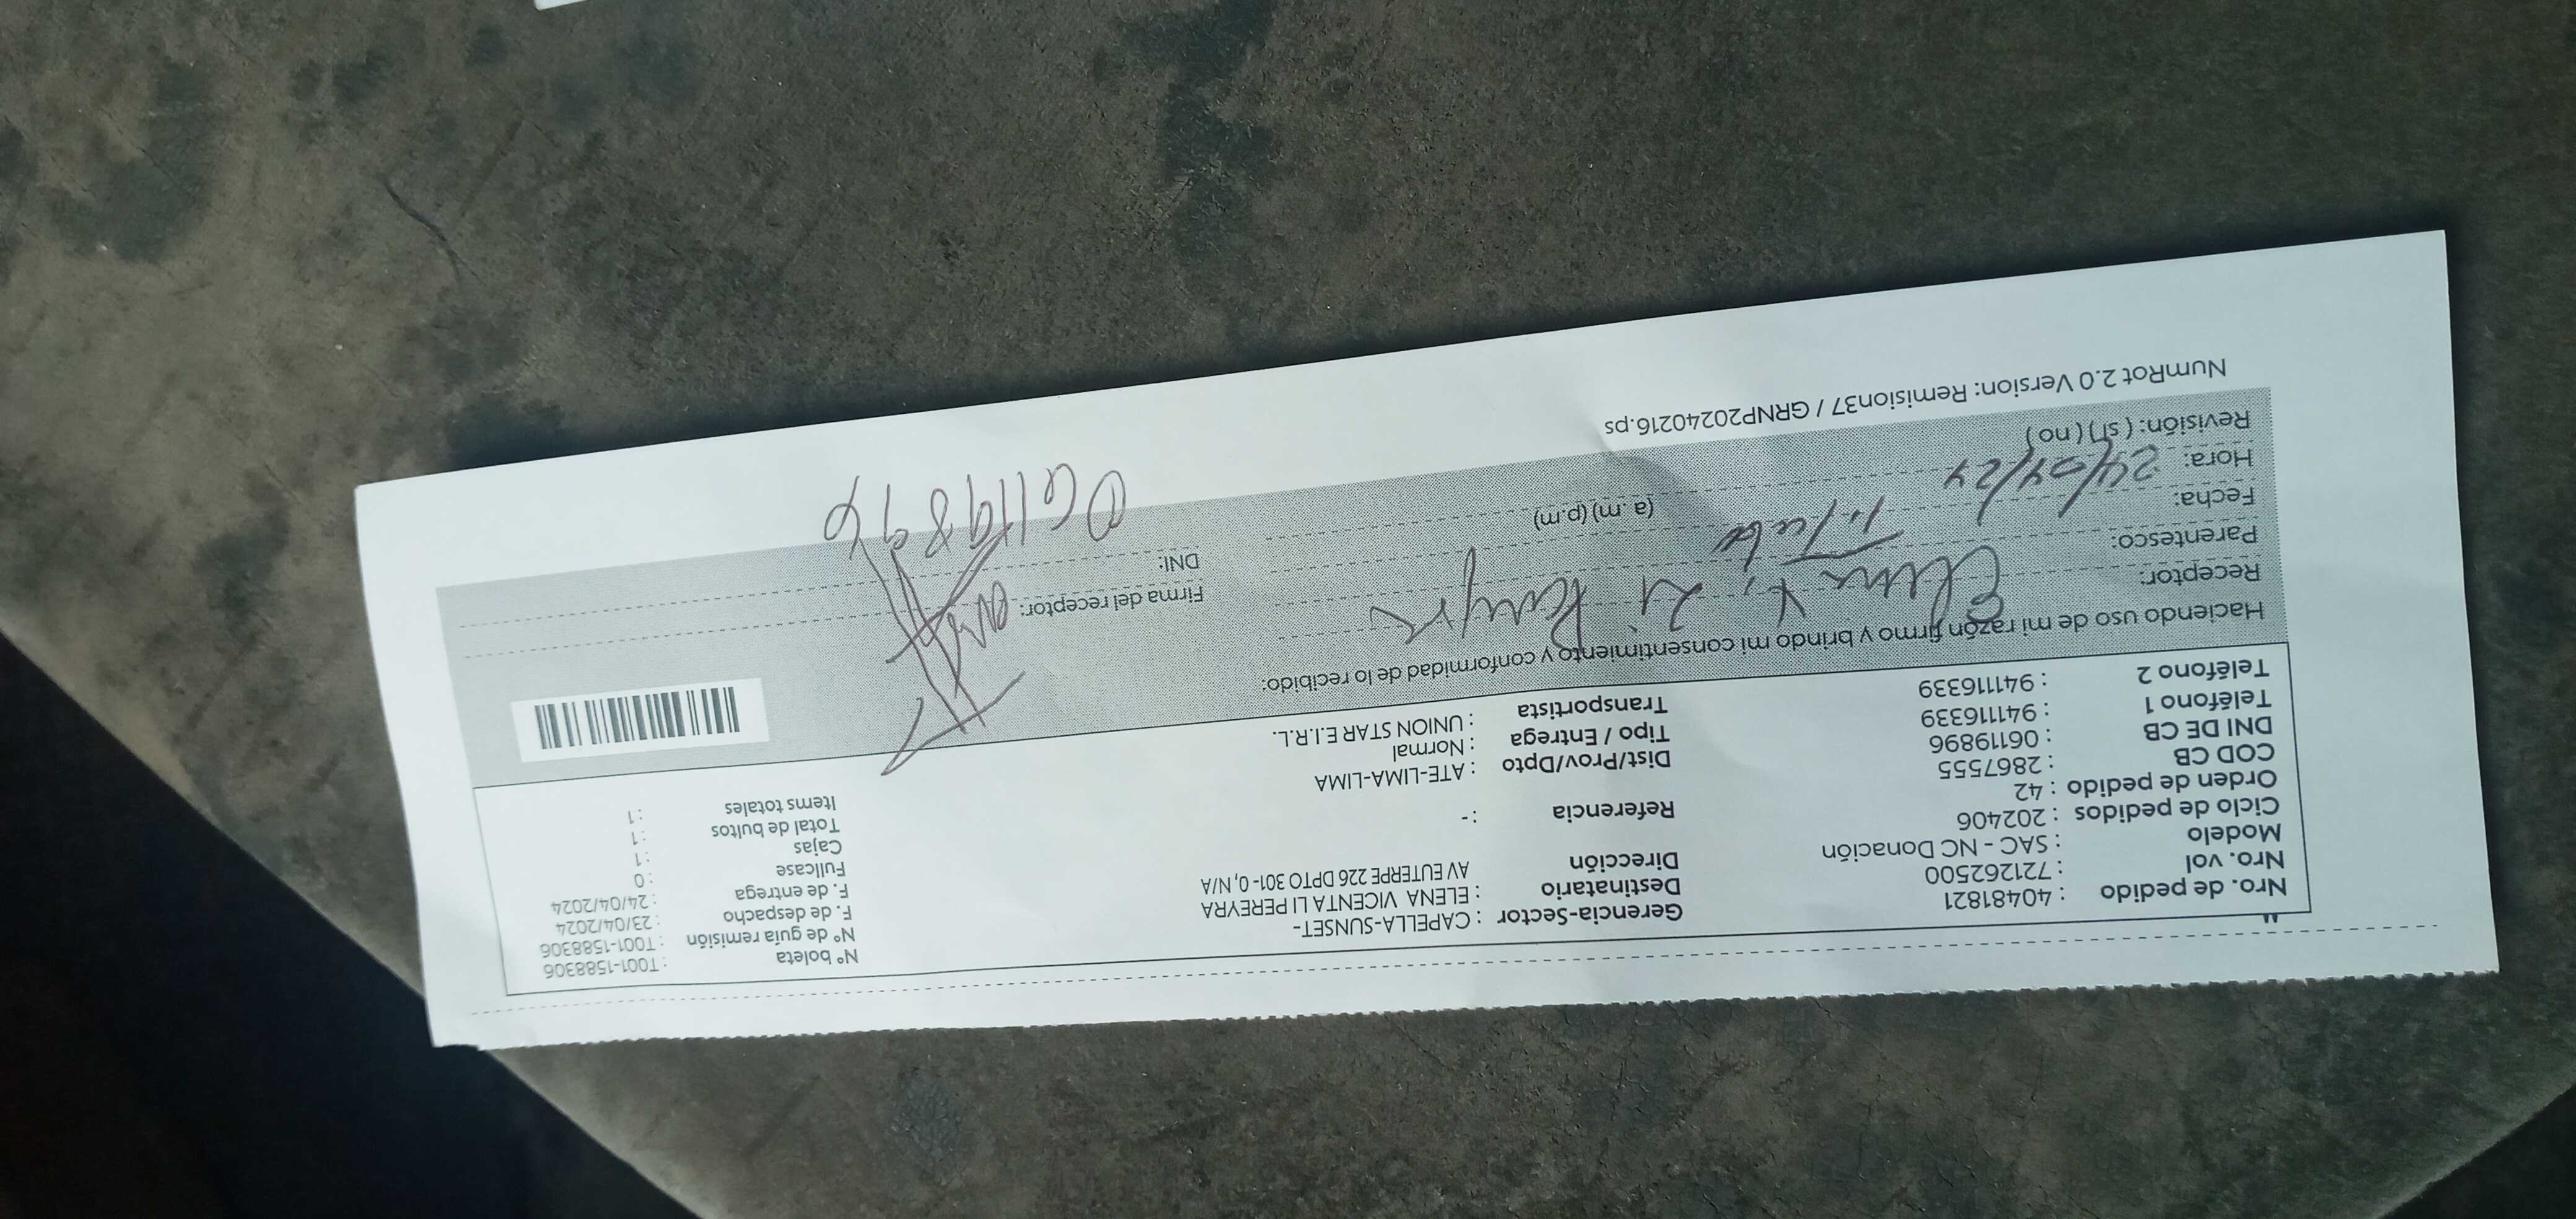 Nro. de pedido : 40481821
Nro. vol : 721262500
Modelo : SAC - NC Donación
Ciclo de pedidos : 202406
Orden de pedido : 42
COD CB : 2867555
DNI DE CB : 06119896
Teléfono 1 : 941116339
Teléfono 2 : 941116339
Gerencia-Sector : CAPELLA-SUNSET-
Destinatario : ELENA VICENTA LI PEREYRA
Dirección AV EUTERPE 226 DPTO 301- 0, N/A
Referencia : -
Dist/Prov/Dpto : ATE-LIMA-LIMA
Tipo / Entrega : Normal
Transportista : UNION STAR E.I.R.L.
N° boleta : T001-1588306
N° de guía remisión : T001-1588306
F. de despacho : 23/04/2024
F. de entrega : 24/04/2024
Fullcase : 0
Cajas : 1
Total de bultos : 1
Items totales : 1
Haciendo uso de mi razón firmo y brindo mi consentimiento y conformidad de lo recibido:
Receptor: Elena V. Li Pereyra
Parentesco: Titular
Fecha: 24/04/24
Hora: (a. m) (p.m)
Revisión: ( sí) ( no)
Firma del receptor:
DNI: 06119896
NumRot 2.0 Version: Remision37 / GRNP20240216.ps